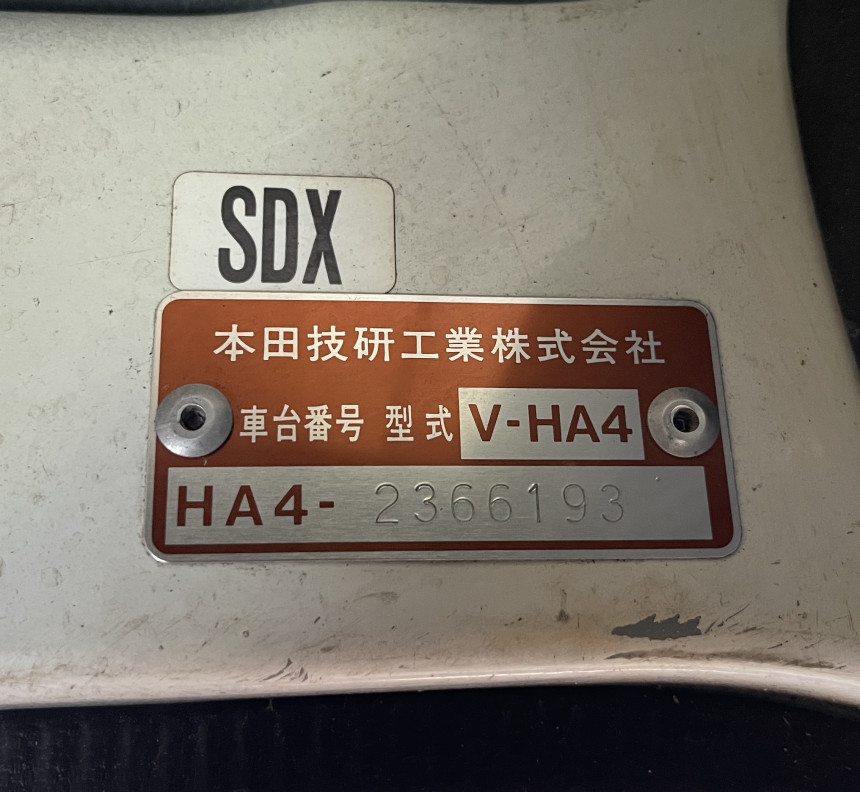 SDX
本田技研工業株式会社
車台番号 型式 V-HA4
HA4- 2366193